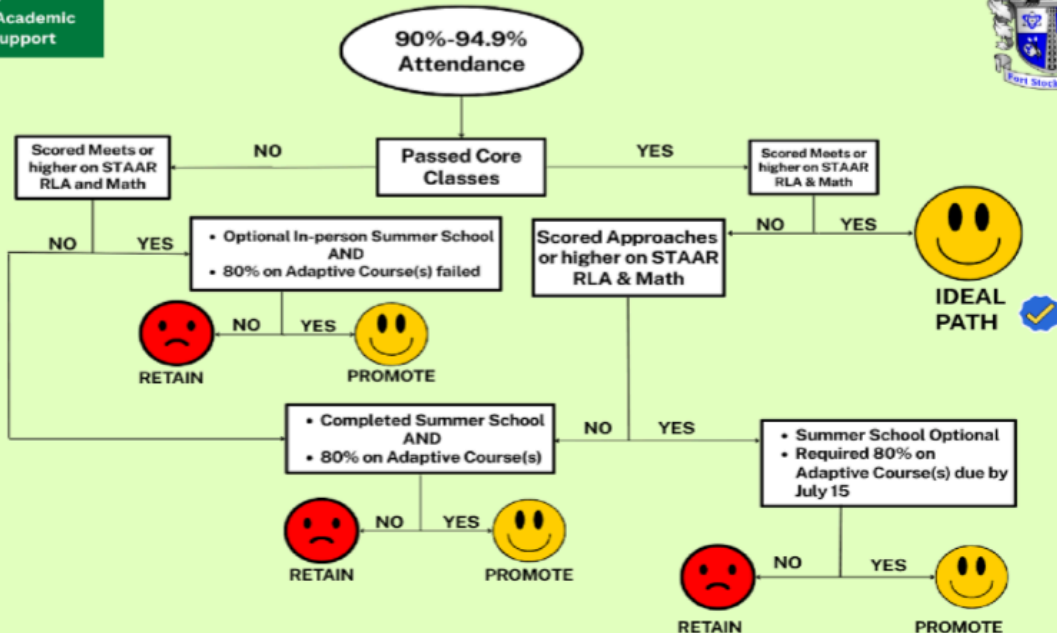 Academic
upport
90%-94.9%
Attendance
Fort Stock
Scored Meets or
higher on STAAR
RLA and Math
NO
Passed Core
Classes
YES
Scored Meets or
higher on STAAR
RLA & Math
NO
YES
• Optional In-person Summer School
AND
• 80% on Adaptive Course(s) failed
Scored Approaches
or higher on STAAR
RLA & Math
NO
YES
IDEAL
PATH
NO
YES
RETAIN
PROMOTE
• Completed Summer School
AND
• 80% on Adaptive Course(s)
NO
YES
• Summer School Optional
• Required 80% on
Adaptive Course(s) due by
July 15
NO
YES
RETAIN
PROMOTE
NO
YES
RETAIN
PROMOTE